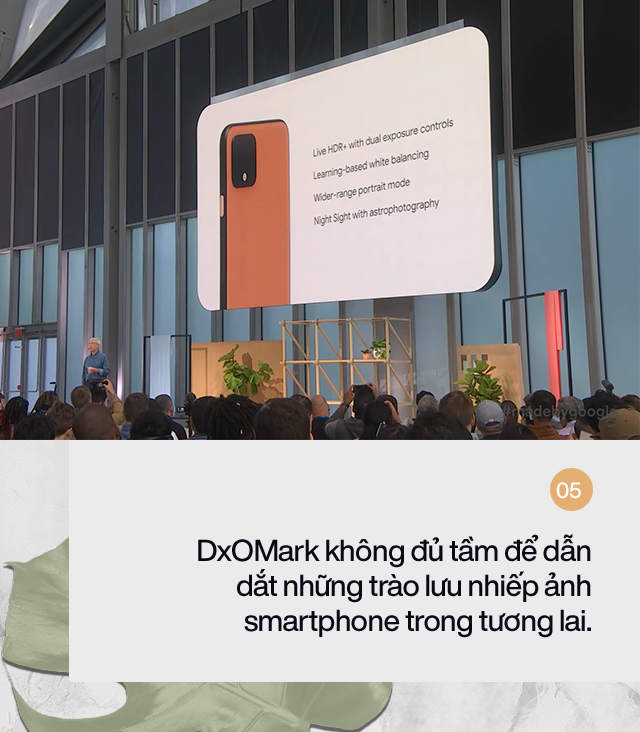 Live HDR+ with dual exposure controls
Learning-based white balancing
Wider-range portrait mode
Night Sight with astrophotography
#madebygoogle
05
DxOMark không đủ tầm để dẫn
dắt những trào lưu nhiếp ảnh
smartphone trong tương lai.